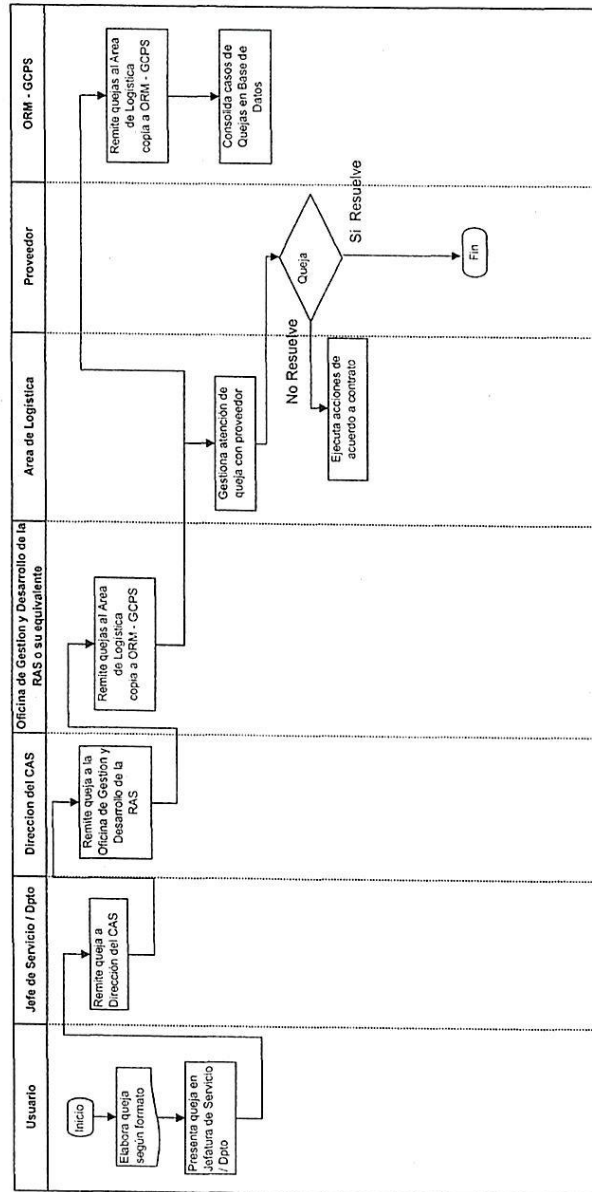 Usuario
Jefe de Servicio / Dpto
Direccion del CAS
Oficina de Gestion y Desarrollo de la
RAS o su equivalente
Area de Logistica
Proveedor
ORM - GCPS
Inicio
Elabora queja
según formato
Presenta queja en
Jefatura de Servicio
/ Dpto
Remite queja a
Dirección del CAS
Remite queja a la
Oficina de Gestion y
Desarrollo de la
RAS
Remite quejas al Area
de Logística
copia a ORM - GCPS
Gestiona atención de
queja con proveedor
Queja
No Resuelve
Ejecuta acciones de
acuerdo a contrato
Si Resuelve
Fin
Remite quejas al Area
de Logística
copia a ORM - GCPS
Consolida casos de
Quejas en Base de
Datos